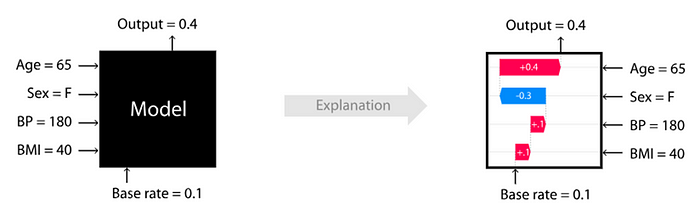 Output = 0.4
Age = 65
Sex = F
BP = 180
BMI = 40
Model
Base rate = 0.1
Explanation
Output = 0.4
+0.4
Age = 65
-0.3
Sex = F
+.1
BP = 180
+.1
BMI = 40
Base rate = 0.1